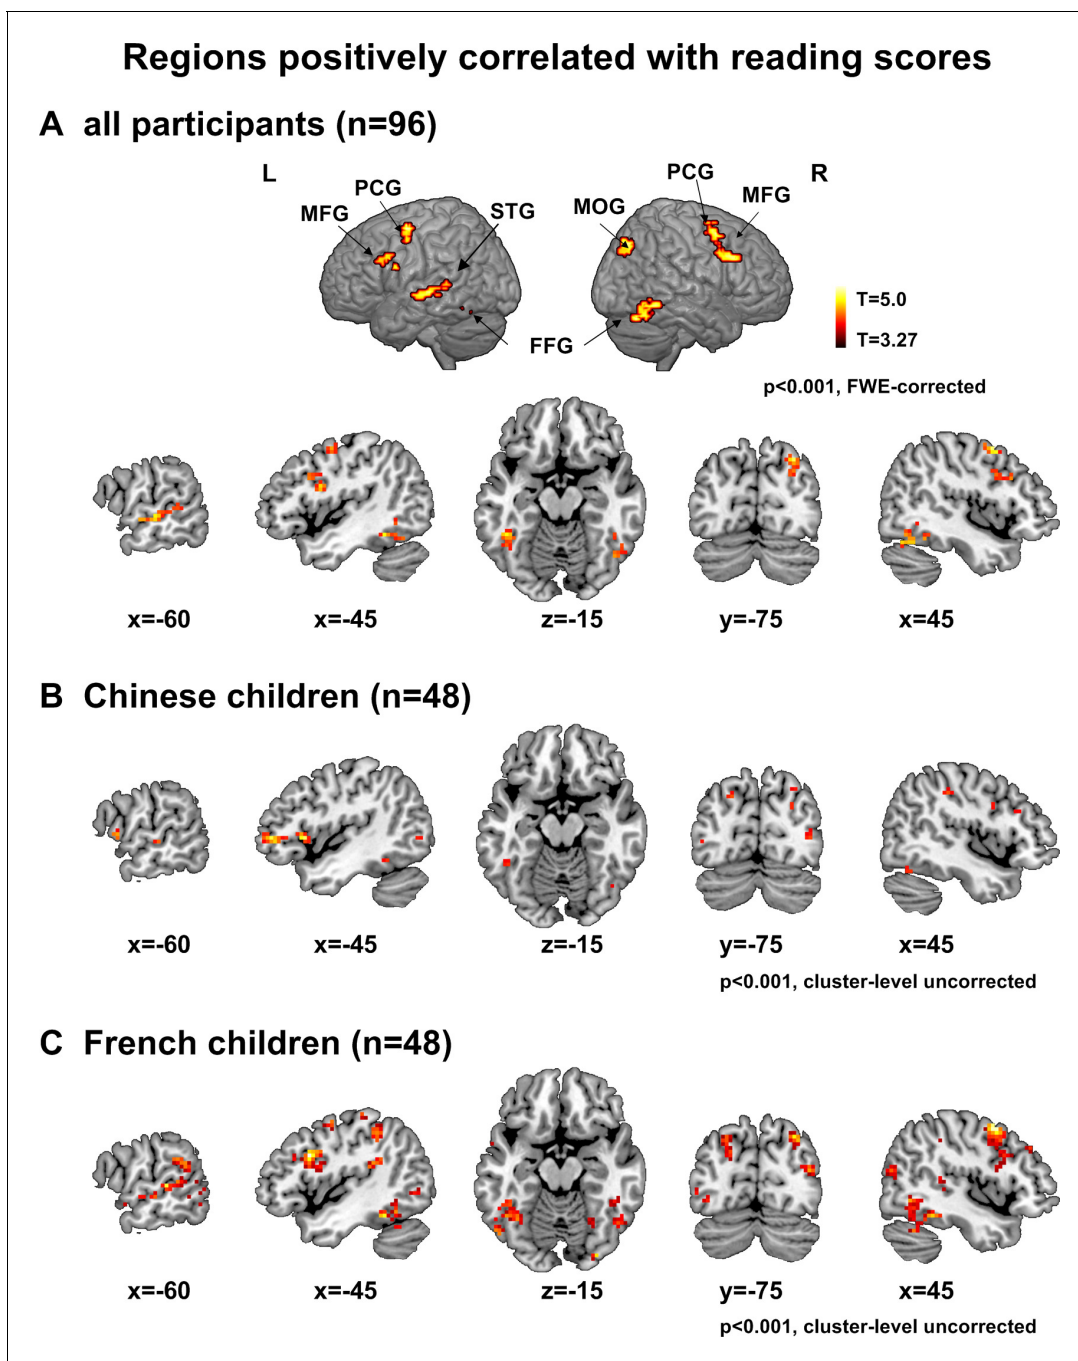 Regions positively correlated with reading scores
A all participants (n=96)
L
R
PCG
PCG
MFG
STG
MOG
MFG
T=5.0
T=3.27
FFG
p<0.001, FWE-corrected
x=-60
x=-45
z=-15
y=-75
x=45
B Chinese children (n=48)
x=-60
x=-45
z=-15
y=-75
x=45
p<0.001, cluster-level uncorrected
C French children (n=48)
x=-60
x=-45
z=-15
y=-75
x=45
p<0.001, cluster-level uncorrected